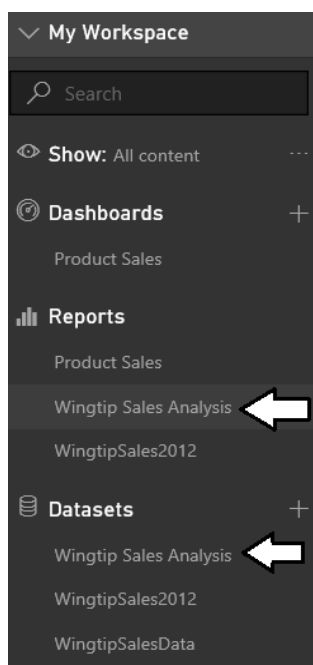 My Workspace
Search
Show: All content
Dashboards
Product Sales
Reports
Product Sales
Wingtip Sales Analysis
WingtipSales2012
Datasets
Wingtip Sales Analysis
WingtipSales2012
WingtipSalesData